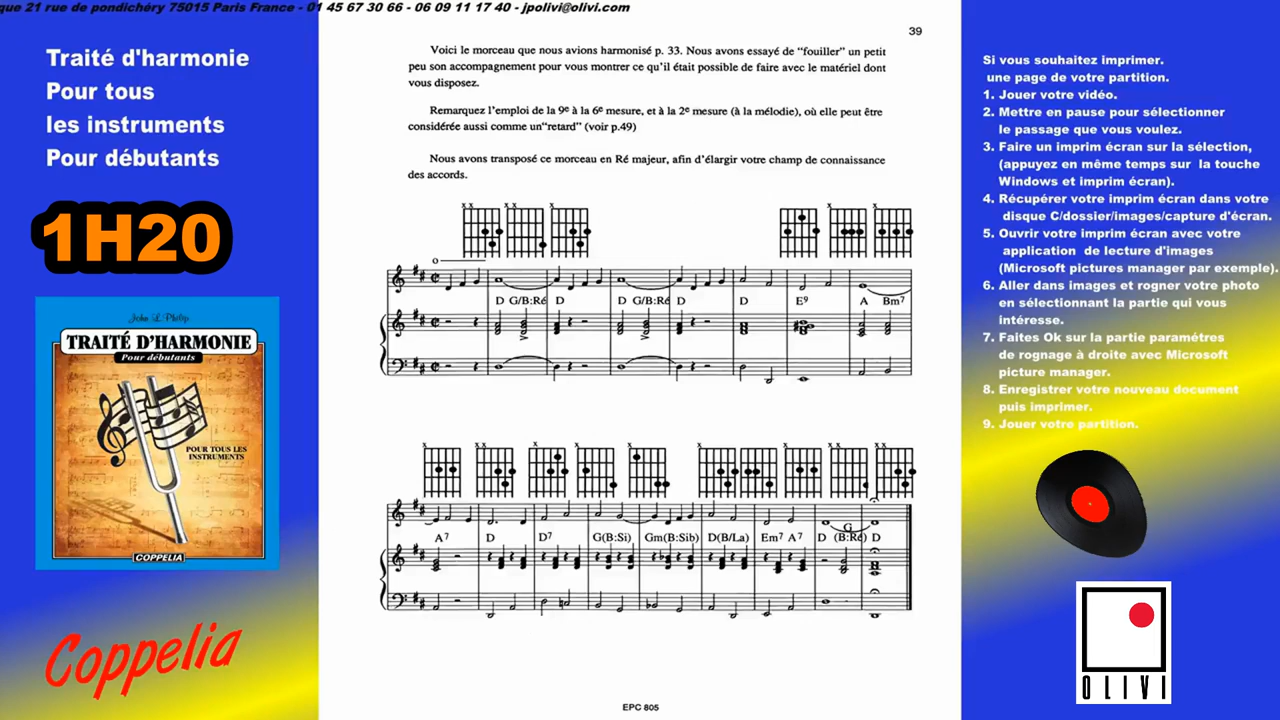 que 21 rue de pondichéry 75015 Paris France - 01 45 67 30 66 - 06 09 11 17 40 - jpolivi@olivi.com
Traité d'harmonie
Pour tous
les instruments
Pour débutants
1H20
John L. Philip
TRAITÉ D'HARMONIE
Pour débutants
POUR TOUS LES
INSTRUMENTS
COPPELIA
Coppelia
39
Voici le morceau que nous avions harmonisé p. 33. Nous avons essayé de “fouiller” un petit
peu son accompagnement pour vous montrer ce qu'il était possible de faire avec le matériel dont
vous disposez.
Remarquez l'emploi de la 9e à la 6e mesure, et à la 2e mesure (à la mélodie), où elle peut être
considérée aussi comme un“retard” (voir p.49)
Nous avons transposé ce morceau en Ré majeur, afin d'élargir votre champ de connaissance
des accords.
D G/B:Ré D D G/B:Ré D D E9 A Bm7
A7 D D7 G(B:Si) Gm(B:Sib) D(B/La) Em7 A7 D G (B:Ré) D
EPC 805
Si vous souhaitez imprimer.
une page de votre partition.
1. Jouer votre vidéo.
2. Mettre en pause pour sélectionner
le passage que vous voulez.
3. Faire un imprim écran sur la sélection,
(appuyez en même temps sur la touche
Windows et imprim écran).
4. Récupérer votre imprim écran dans votre
disque C/dossier/images/capture d'écran.
5. Ouvrir votre imprim écran avec votre
application de lecture d'images
(Microsoft pictures manager par exemple).
6. Aller dans images et rogner votre photo
en sélectionnant la partie qui vous
intéresse.
7. Faites Ok sur la partie paramétres
de rognage à droite avec Microsoft
picture manager.
8. Enregistrer votre nouveau document
puis imprimer.
9. Jouer votre partition.
OLIVI